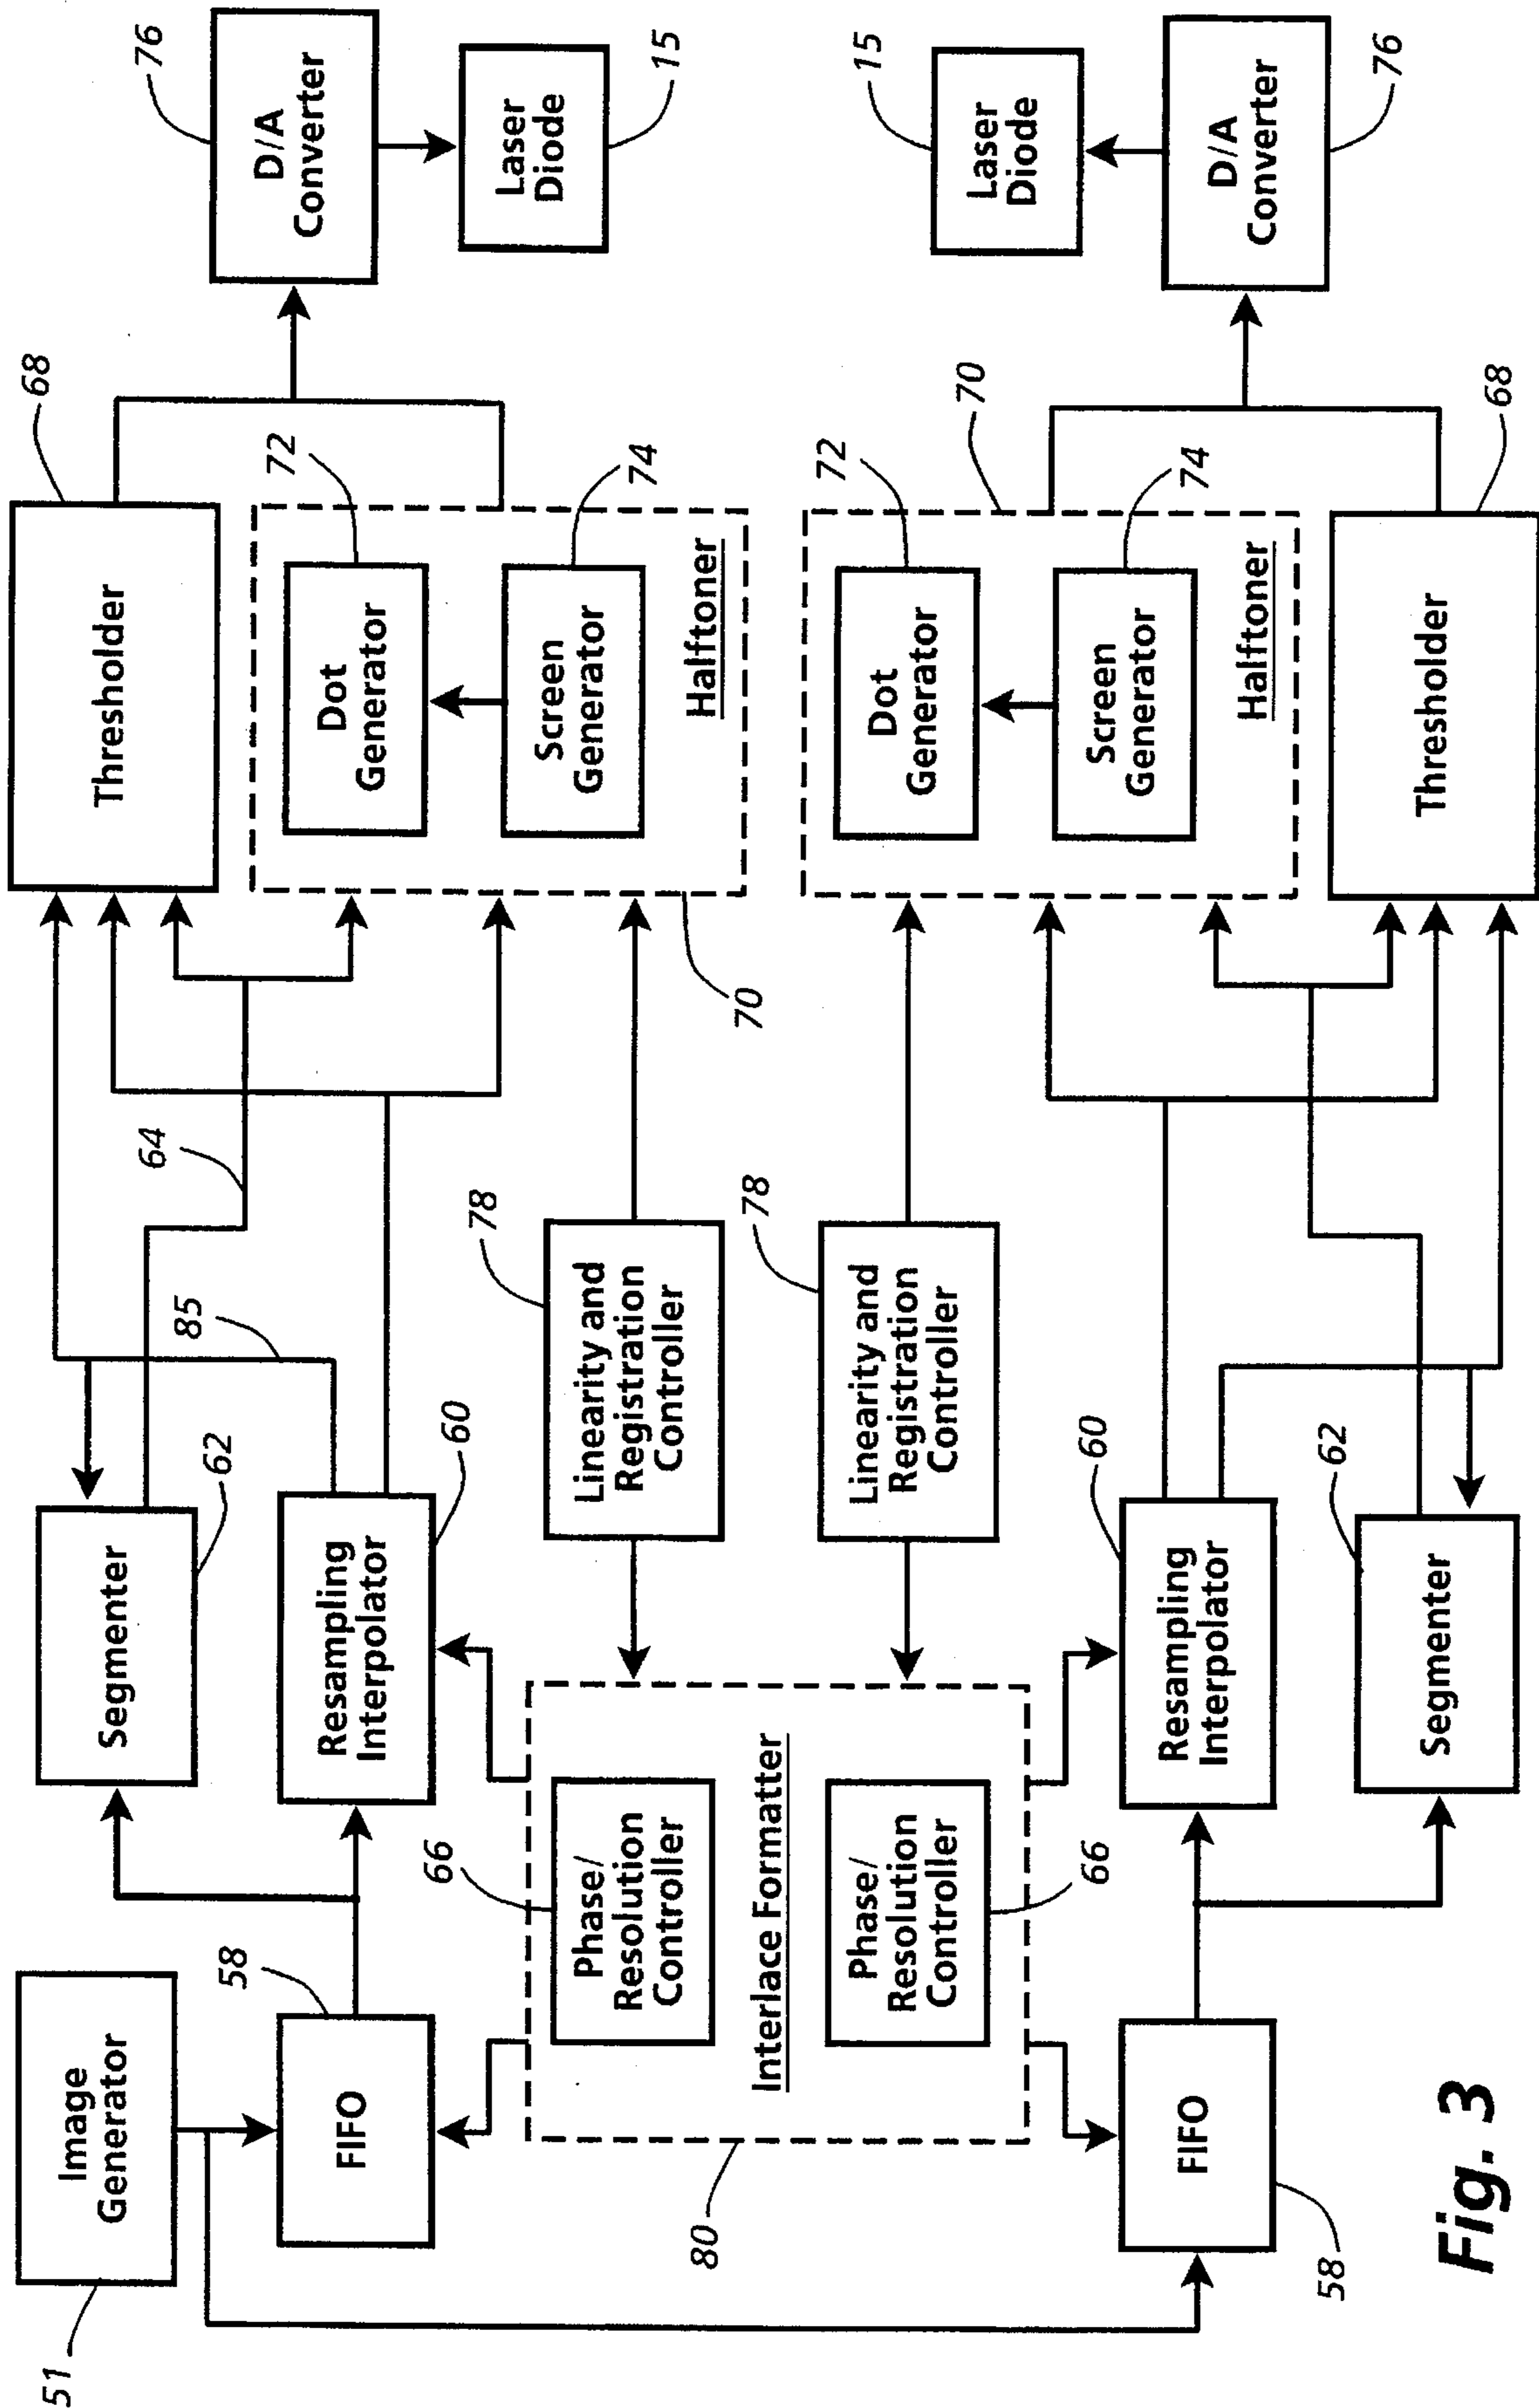 51
Image
Generator
58
FIFO
Segmenter
62
Resampling
Interpolator
60
85
64
Thresholder
68
Dot
Generator
72
Screen
Generator
74
Halftoner
70
D/A
Converter
76
Laser
Diode
15
66
Phase/
Resolution
Controller
Interlace Formatter
80
Phase/
Resolution
Controller
66
78
Linearity and
Registration
Controller
78
Linearity and
Registration
Controller
FIFO
58
Resampling
Interpolator
60
Segmenter
62
70
Dot
Generator
72
Screen
Generator
74
Halftoner
Thresholder
68
Laser
Diode
15
D/A
Converter
76
Fig. 3